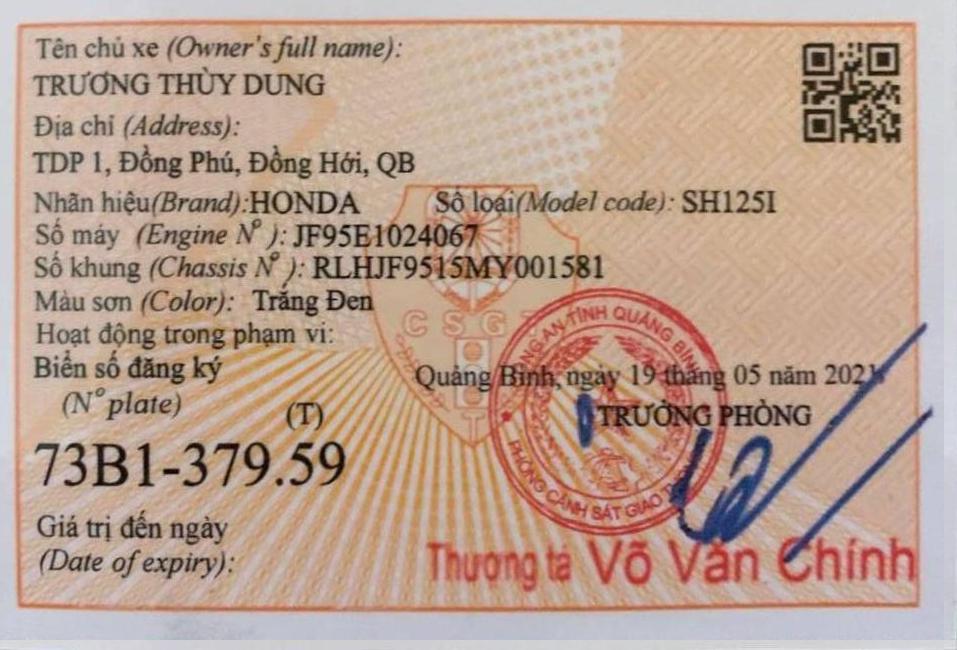 Tên chủ xe (Owner's full name):
TRƯƠNG THÙY DUNG
Địa chỉ (Address):
TDP 1, Đồng Phú, Đồng Hới, QB
Nhãn hiệu(Brand):HONDA Số loại(Model code): SH125I
Số máy (Engine N°): JF95E1024067
Số khung (Chassis N°): RLHJF9515MY001581
Màu sơn (Color): Trắng Đen
Hoạt động trong phạm vi:
CSGT
Biển số đăng ký
(N° plate) (T)
73B1-379.59
Quảng Bình, ngày 19 tháng 05 năm 2021
TRƯỞNG PHÒNG
AN TỈNH QUẢNG BÌNH
PHÒNG CẢNH SÁT GIAO
Giá trị đến ngày
(Date of expiry):
Thượng tá Võ Văn Chính